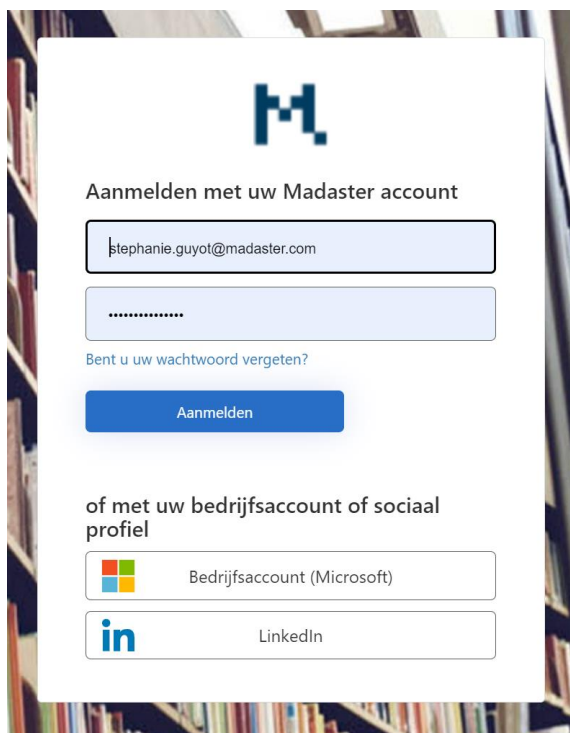 Aanmelden met uw Madaster account
stephanie.guyot@madaster.com
•••••••••••••••
Bent u uw wachtwoord vergeten?
Aanmelden
of met uw bedrijfsaccount of sociaal
profiel
Bedrijfsaccount (Microsoft)
in
LinkedIn